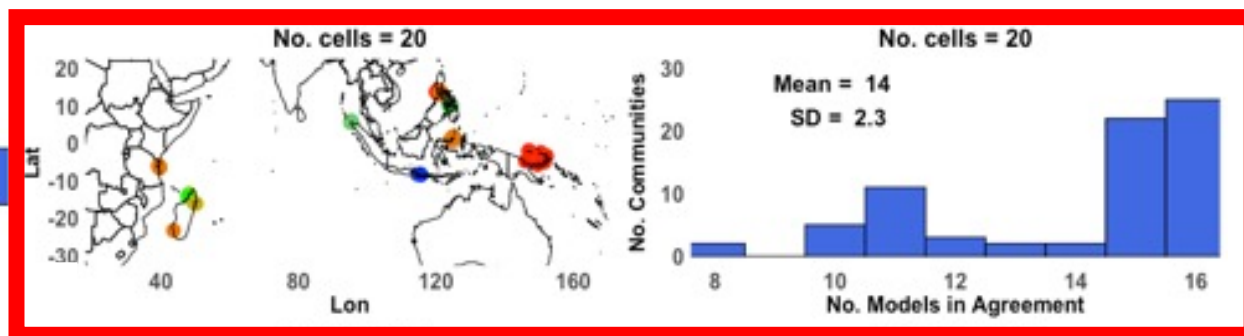 No. cells = 20
20
10
0
-10
-20
-30
Lat
40
80
120
160
Lon
No. cells = 20
Mean = 14
SD = 2.3
30
20
10
0
No. Communities
8
10
12
14
16
No. Models in Agreement